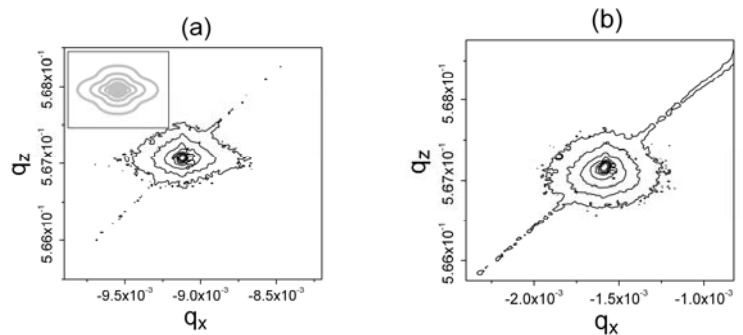 (a)
5.68x10⁻¹
5.67x10⁻¹
5.66x10⁻¹
q_z
-9.5x10⁻³ -9.0x10⁻³ -8.5x10⁻³
q_x
(b)
5.68x10⁻¹
5.67x10⁻¹
5.66x10⁻¹
q_z
-2.0x10⁻³ -1.5x10⁻³ -1.0x10⁻³
q_x